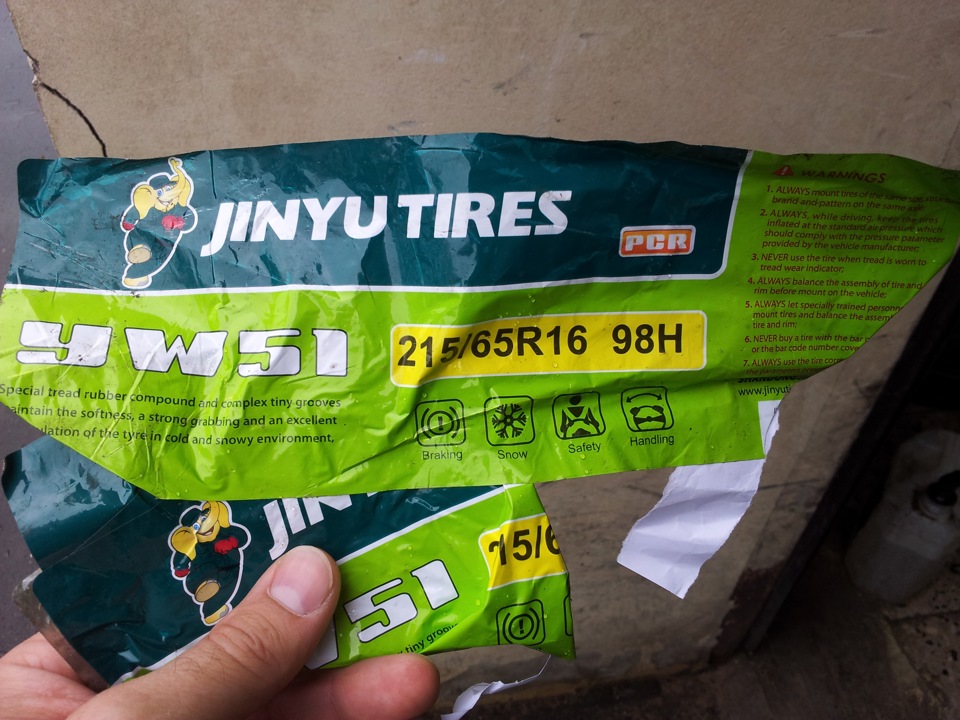 JINYU TIRES
PCR
YW51
215/65R16 98H
Special tread rubber compound and complex tiny grooves
aintain the softness, a strong grabbing and an excellent
lation of the tyre in cold and snowy environment,
Braking
Snow
Safety
Handling
WARNINGS
1. ALWAYS mount tires of the same size, structure
brand and pattern on the same axle
2. ALWAYS, while driving, keep the tires
inflated at the standard air pressure which
should comply with the pressure parameter
provided by the vehicle manufacturer;
3. NEVER use the tire when tread is worn to
tread wear indicator;
4. ALWAYS balance the assembly of tire and
rim before mount on the vehicle;
5. ALWAYS let specially trained personn
mount tires and balance the assem
tire and rim;
6. NEVER buy a tire with the bar
or the bar code number cove
7. ALWAYS use the tire corr
www.jinyut
JIN
51
15/6
tiny groov